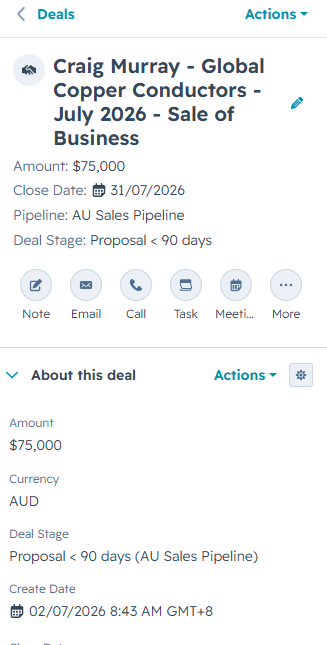 Deals
Actions
Craig Murray - Global
Copper Conductors -
July 2026 - Sale of
Business
Amount: $75,000
Close Date: 31/07/2026
Pipeline: AU Sales Pipeline
Deal Stage: Proposal < 90 days
Note Email Call Task Meeti... More
About this deal
Actions
Amount
$75,000
Currency
AUD
Deal Stage
Proposal < 90 days (AU Sales Pipeline)
Create Date
02/07/2026 8:43 AM GMT+8